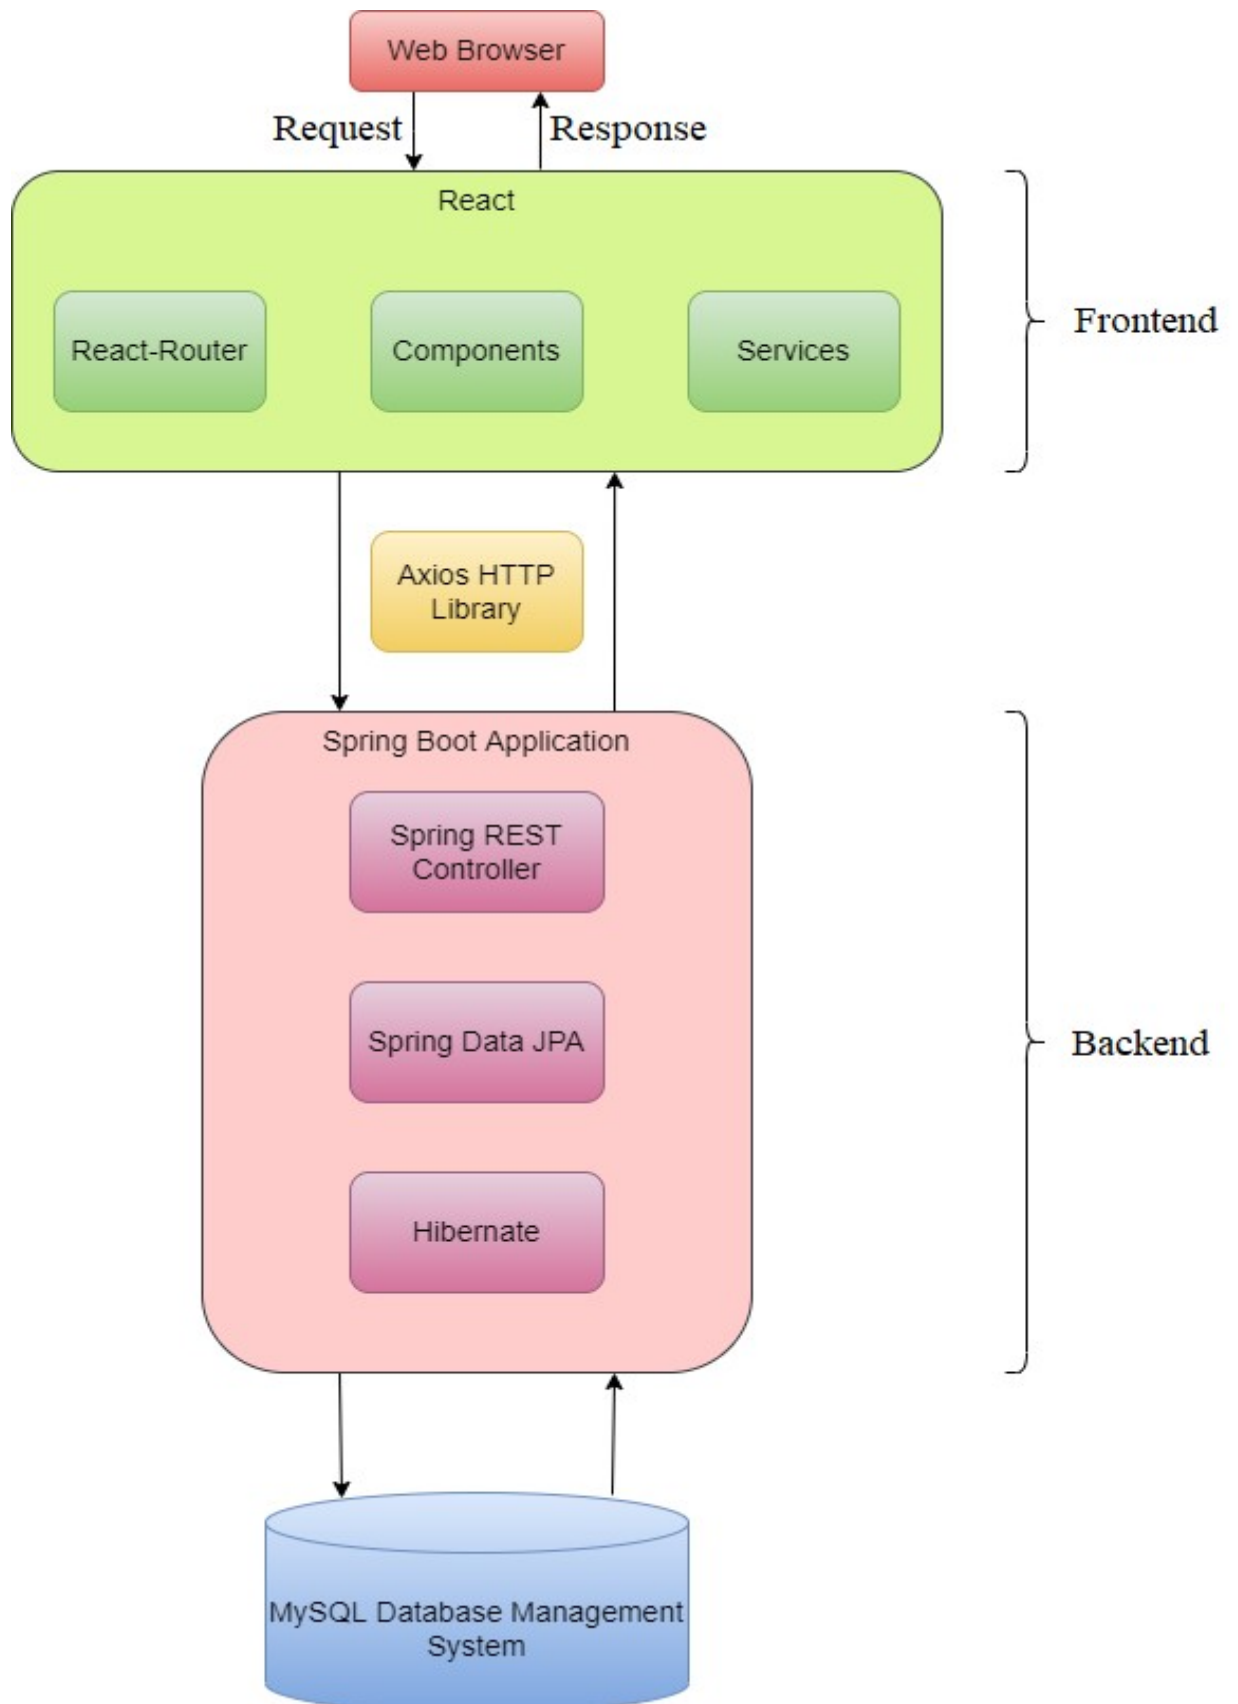 Web Browser
Request
Response
React
React-Router
Components
Services
Frontend
Axios HTTP
Library
Spring Boot Application
Spring REST
Controller
Spring Data JPA
Backend
Hibernate
MySQL Database Management
System